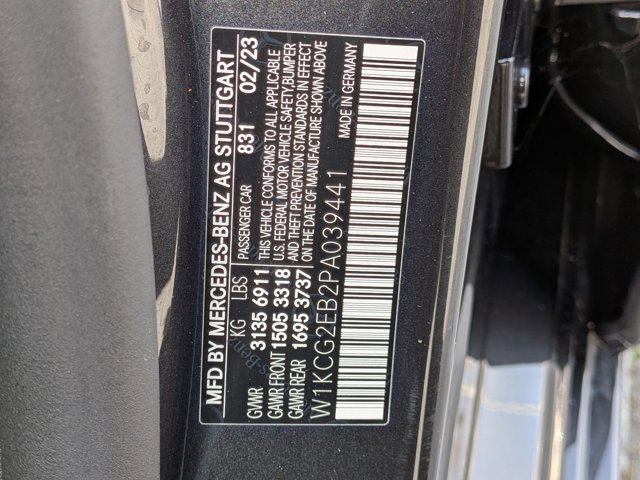 MFD BY MERCEDES-BENZ AG STUTTGART
KG LBS PASSENGER CAR 831 02/23
GWMR 3135 6911 THIS VEHICLE CONFORMS TO ALL APPLICABLE
GAWR FRONT 1505 3318 U.S. FEDERAL MOTOR VEHICLE SAFETY,BUMPER
GAWR REAR 1695 3737 AND THEFT PREVENTION STANDARDS IN EFFECT
ON THE DATE OF MANUFACTURE SHOWN ABOVE
W1KCG2EB2PA039441 MADE IN GERMANY